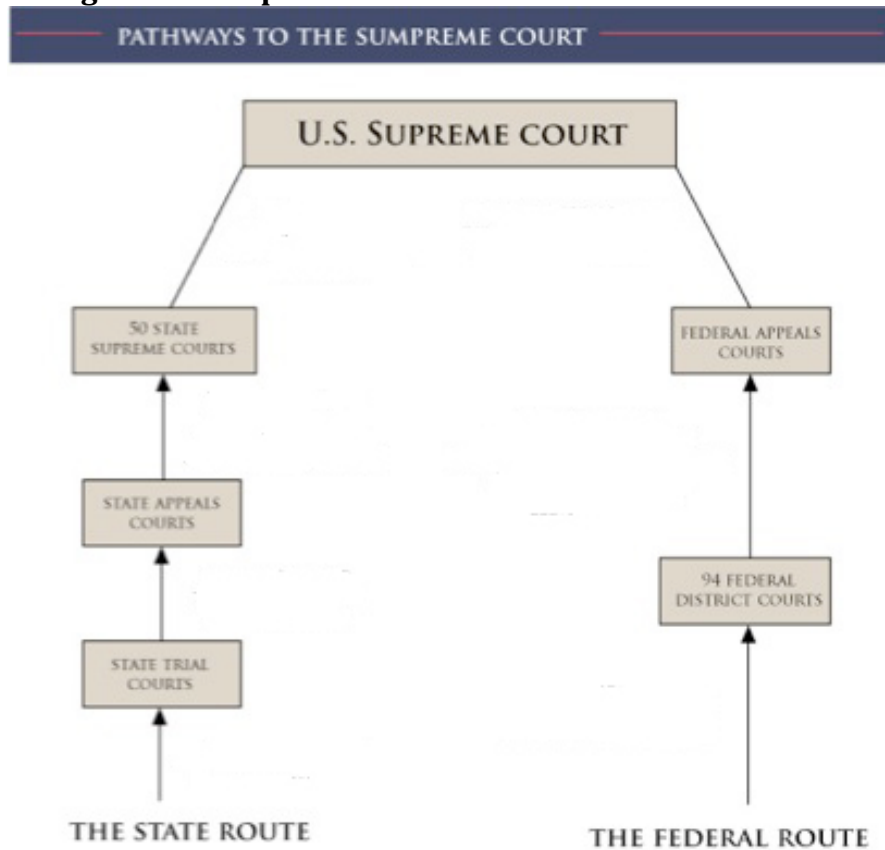 PATHWAYS TO THE SUMPREME COURT
U.S. SUPREME COURT
50 STATE
SUPREME COURTS
FEDERAL APPEALS
COURTS
STATE APPEALS
COURTS
94 FEDERAL
DISTRICT COURTS
STATE TRIAL
COURTS
THE STATE ROUTE
THE FEDERAL ROUTE